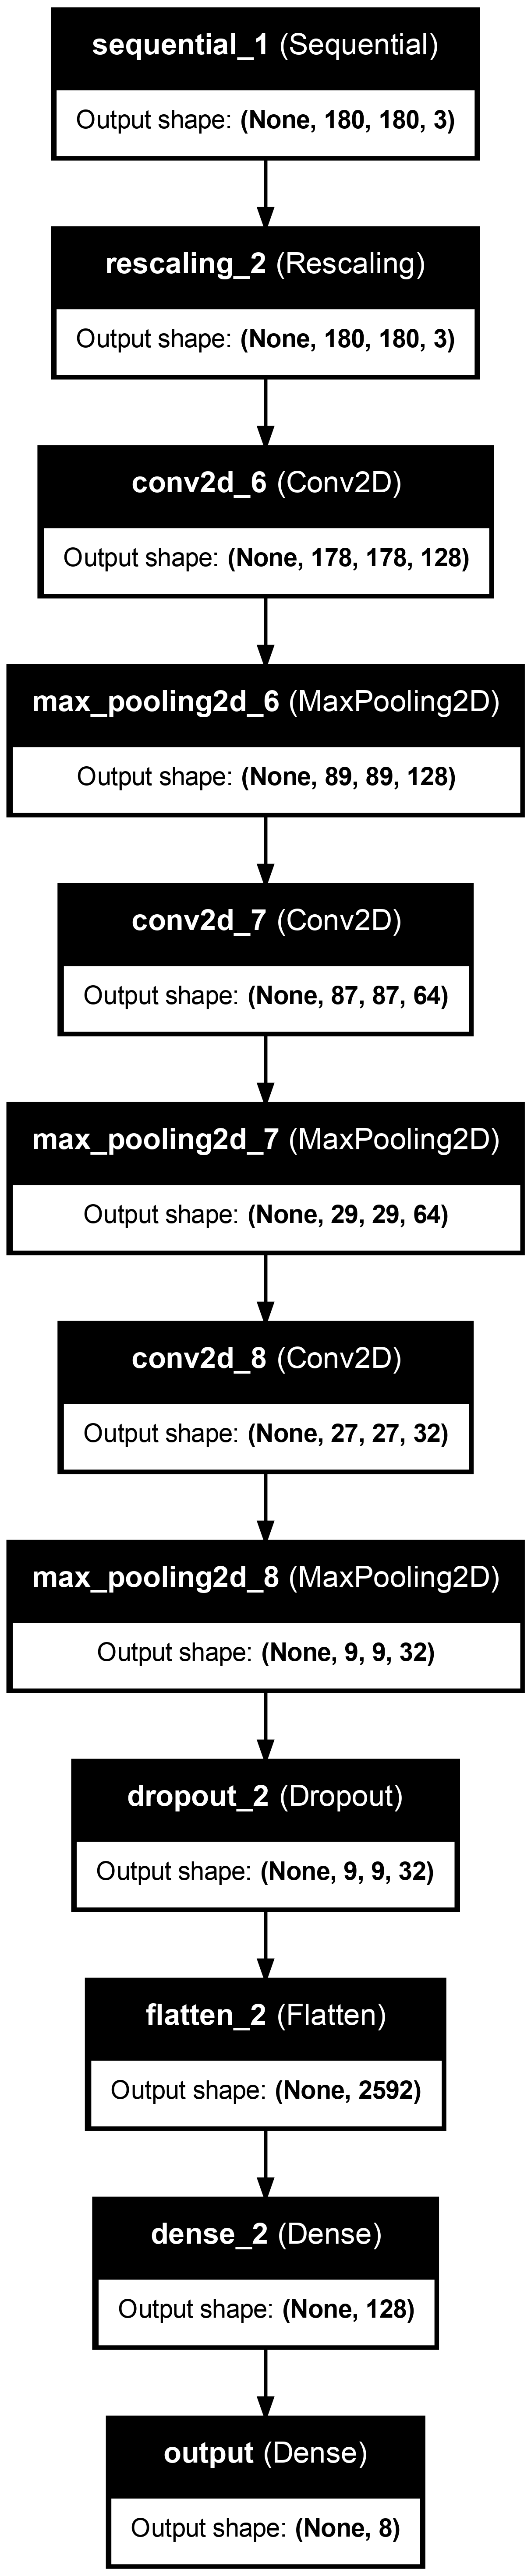 sequential_1 (Sequential)
Output shape: (None, 180, 180, 3)
rescaling_2 (Rescaling)
Output shape: (None, 180, 180, 3)
conv2d_6 (Conv2D)
Output shape: (None, 178, 178, 128)
max_pooling2d_6 (MaxPooling2D)
Output shape: (None, 89, 89, 128)
conv2d_7 (Conv2D)
Output shape: (None, 87, 87, 64)
max_pooling2d_7 (MaxPooling2D)
Output shape: (None, 29, 29, 64)
conv2d_8 (Conv2D)
Output shape: (None, 27, 27, 32)
max_pooling2d_8 (MaxPooling2D)
Output shape: (None, 9, 9, 32)
dropout_2 (Dropout)
Output shape: (None, 9, 9, 32)
flatten_2 (Flatten)
Output shape: (None, 2592)
dense_2 (Dense)
Output shape: (None, 128)
output (Dense)
Output shape: (None, 8)